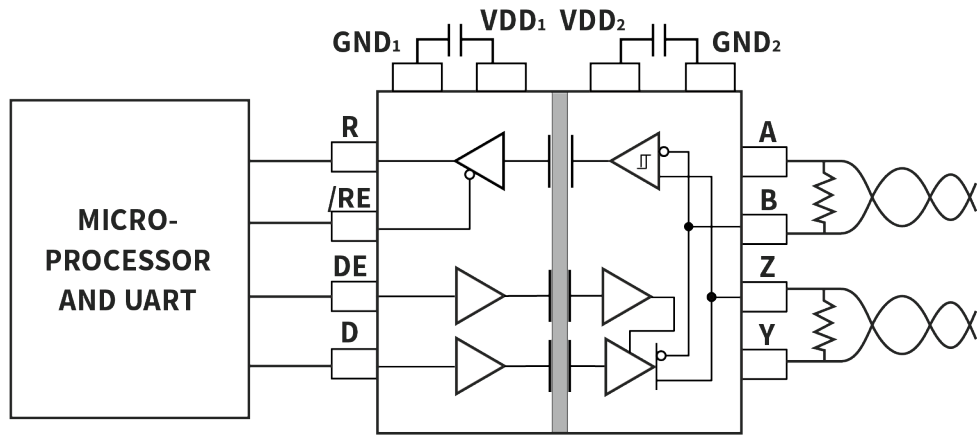 GND1 VDD1 VDD2 GND2
R
/RE
DE
D
MICRO-
PROCESSOR
AND UART
A
B
Z
Y